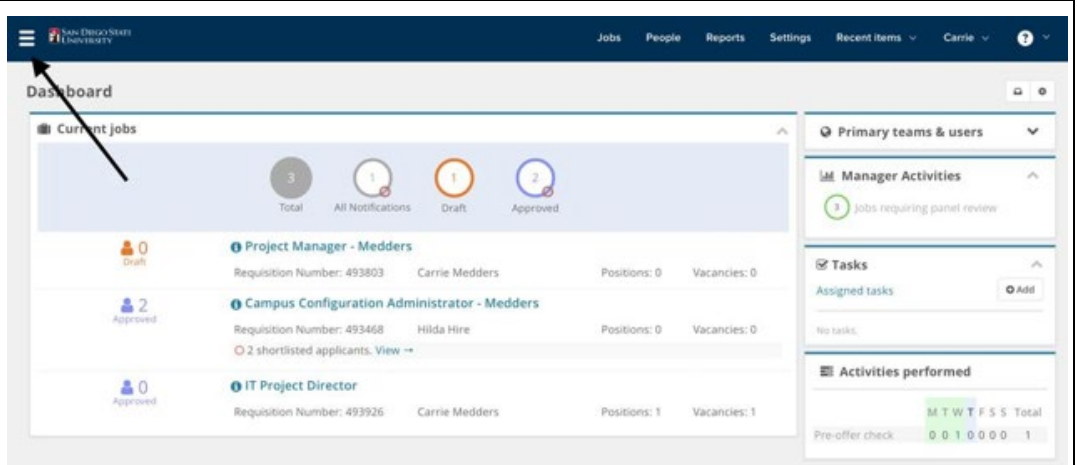 SAN DIEGO STATE
UNIVERSITY
Jobs People Reports Settings Recent items Carrie ?
Dashboard
Current jobs
3 1 1 2
Total All Notifications Draft Approved
0 Project Manager - Medders
Draft
Requisition Number: 493803 Carrie Medders Positions: 0 Vacancies: 0
2 Campus Configuration Administrator - Medders
Approved
Requisition Number: 493468 Hilda Hire Positions: 0 Vacancies: 0
2 shortlisted applicants. View →
0 IT Project Director
Approved
Requisition Number: 493926 Carrie Medders Positions: 1 Vacancies: 1
Primary teams & users
Manager Activities
3 Jobs requiring panel review
Tasks
Assigned tasks Add
No tasks.
Activities performed
M T W T F S S Total
Pre-offer check 0 0 1 0 0 0 0 1